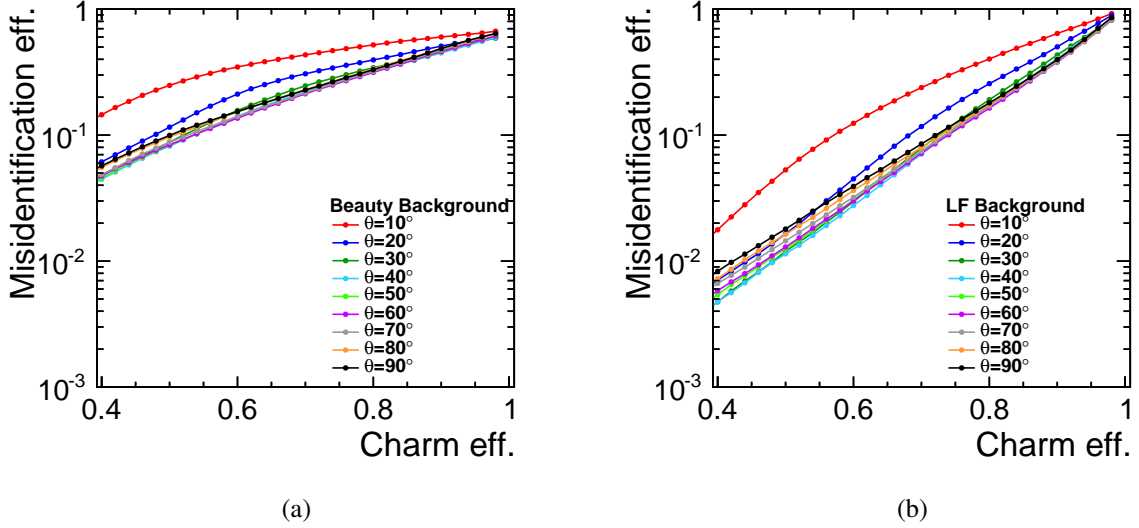 Misidentification eff.
1
10-1
10-2
10-3
Beauty Background
θ=10°
θ=20°
θ=30°
θ=40°
θ=50°
θ=60°
θ=70°
θ=80°
θ=90°
0.4 0.6 0.8 1
Charm eff.
(a)
Misidentification eff.
1
10-1
10-2
10-3
LF Background
θ=10°
θ=20°
θ=30°
θ=40°
θ=50°
θ=60°
θ=70°
θ=80°
θ=90°
0.4 0.6 0.8 1
Charm eff.
(b)